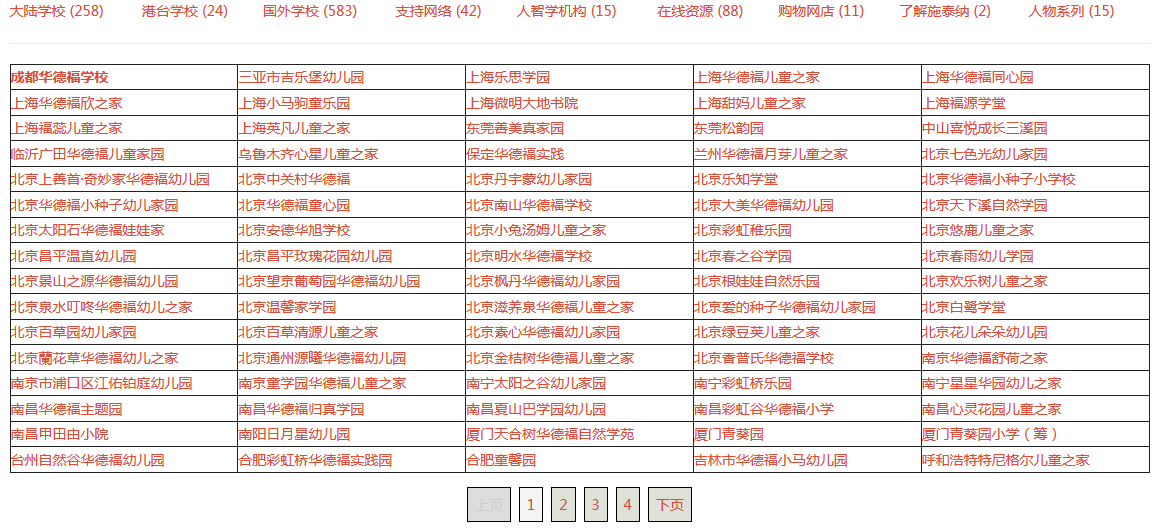 大陆学校 (258) 港台学校 (24) 国外学校 (583) 支持网络 (42) 人智学机构 (15) 在线资源 (88) 购物网店 (11) 了解施泰纳 (2) 人物系列 (15)
成都华德福学校 三亚市吉乐堡幼儿园 上海乐思学园 上海华德福儿童之家 上海华德福同心园
上海华德福欣之家 上海小马驹童乐园 上海微明大地书院 上海甜妈儿童之家 上海福源学堂
上海福蕊儿童之家 上海英凡儿童之家 东莞善美真家园 东莞松韵园 中山喜悦成长三溪园
临沂广田华德福儿童家园 乌鲁木齐心星儿童之家 保定华德福实践 兰州华德福月芽儿童之家 北京七色光幼儿家园
北京上善首·奇妙家华德福幼儿园 北京中关村华德福 北京丹宇蒙幼儿家园 北京乐知学堂 北京华德福小种子小学校
北京华德福小种子幼儿家园 北京华德福童心园 北京南山华德福学校 北京大美华德福幼儿园 北京天下溪自然学园
北京太阳石华德福娃娃家 北京安德华旭学校 北京小兔汤姆儿童之家 北京彩虹稚乐园 北京悠鹿儿童之家
北京昌平温直幼儿园 北京昌平玫瑰花园幼儿园 北京明水华德福学校 北京春之谷学园 北京春雨幼儿学园
北京景山之源华德福幼儿园 北京望京葡萄园华德福幼儿园 北京枫丹华德福幼儿家园 北京根娃娃自然乐园 北京欢乐树儿童之家
北京泉水叮咚华德福幼儿之家 北京温馨家学园 北京滋养泉华德福儿童之家 北京爱的种子华德福幼儿家园 北京白鹭学堂
北京百草园幼儿家园 北京百草清源儿童之家 北京素心华德福幼儿家园 北京绿豆荚儿童之家 北京花儿朵朵幼儿园
北京蘭花草华德福幼儿之家 北京通州源曦华德福幼儿园 北京金桔树华德福儿童之家 北京香普氏华德福学校 南京华德福舒荷之家
南京市浦口区江佑铂庭幼儿园 南京童学园华德福儿童之家 南宁太阳之谷幼儿家园 南宁彩虹桥乐园 南宁星星华园幼儿之家
南昌华德福主题园 南昌华德福归真学园 南昌夏山巴学园幼儿园 南昌彩虹谷华德福小学 南昌心灵花园儿童之家
南昌甲田由小院 南阳日月星幼儿园 厦门天台树华德福自然学苑 厦门青葵园 厦门青葵园小学（筹）
台州自然谷华德福幼儿园 合肥彩虹桥华德福实践园 合肥童馨园 吉林市华德福小马幼儿园 呼和浩特特尼格尔儿童之家
上页 1 2 3 4 下页